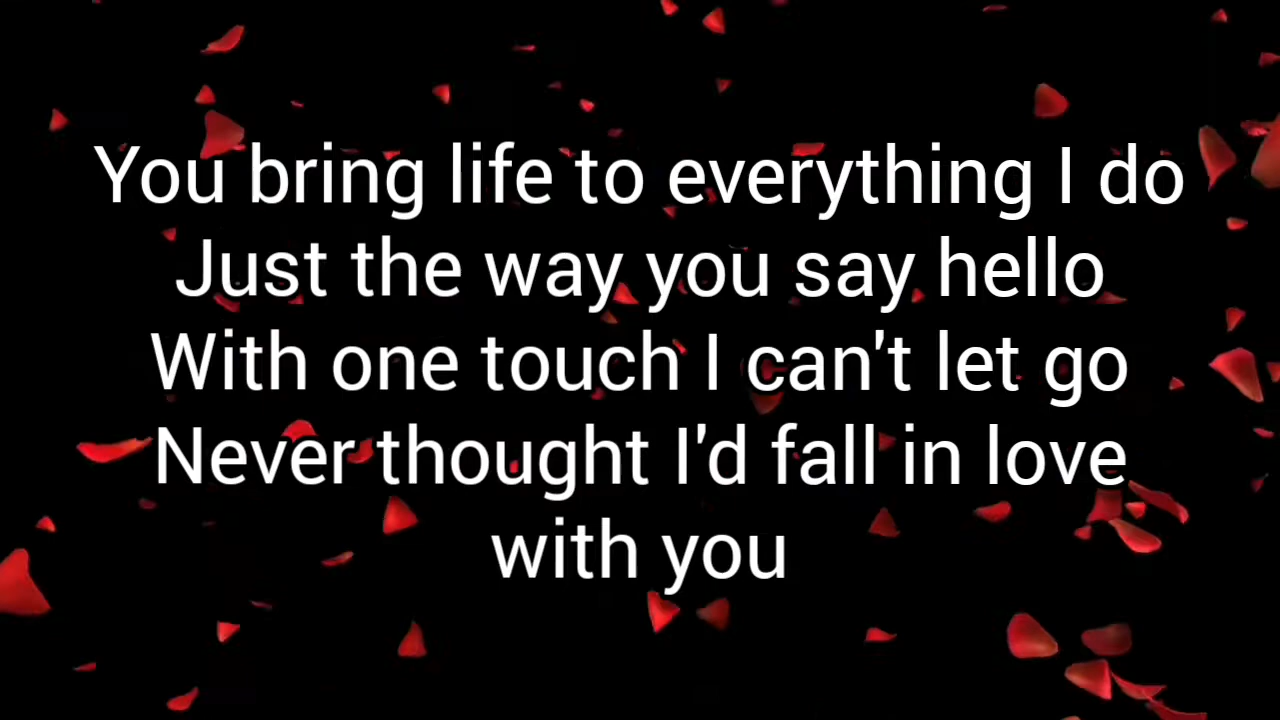 You bring life to everything I do
Just the way you say hello
With one touch I can't let go
Never thought I'd fall in love
with you